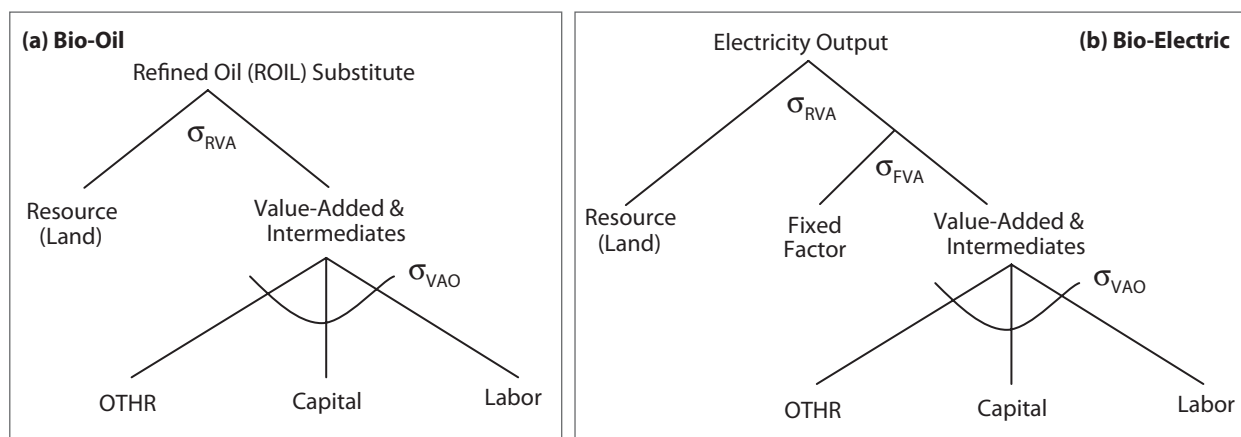 (a) Bio-Oil
Refined Oil (ROIL) Substitute
σRVA
Resource
(Land)
Value-Added &
Intermediates
σVAO
OTHR
Capital
Labor
(b) Bio-Electric
Electricity Output
σRVA
σFVA
Resource
(Land)
Fixed
Factor
Value-Added &
Intermediates
σVAO
OTHR
Capital
Labor